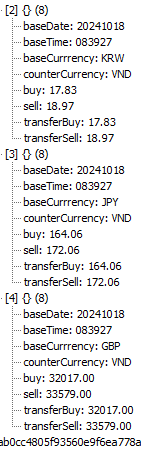 [2] {} (8)
baseDate: 20241018
baseTime: 083927
baseCurrrency: KRW
counterCurrency: VND
buy: 17.83
sell: 18.97
transferBuy: 17.83
transferSell: 18.97
[3] {} (8)
baseDate: 20241018
baseTime: 083927
baseCurrrency: JPY
counterCurrency: VND
buy: 164.06
sell: 172.06
transferBuy: 164.06
transferSell: 172.06
[4] {} (8)
baseDate: 20241018
baseTime: 083927
baseCurrrency: GBP
counterCurrency: VND
buy: 32017.00
sell: 33579.00
transferBuy: 32017.00
transferSell: 33579.00
ab0cc4805f93560e9f6ea778a